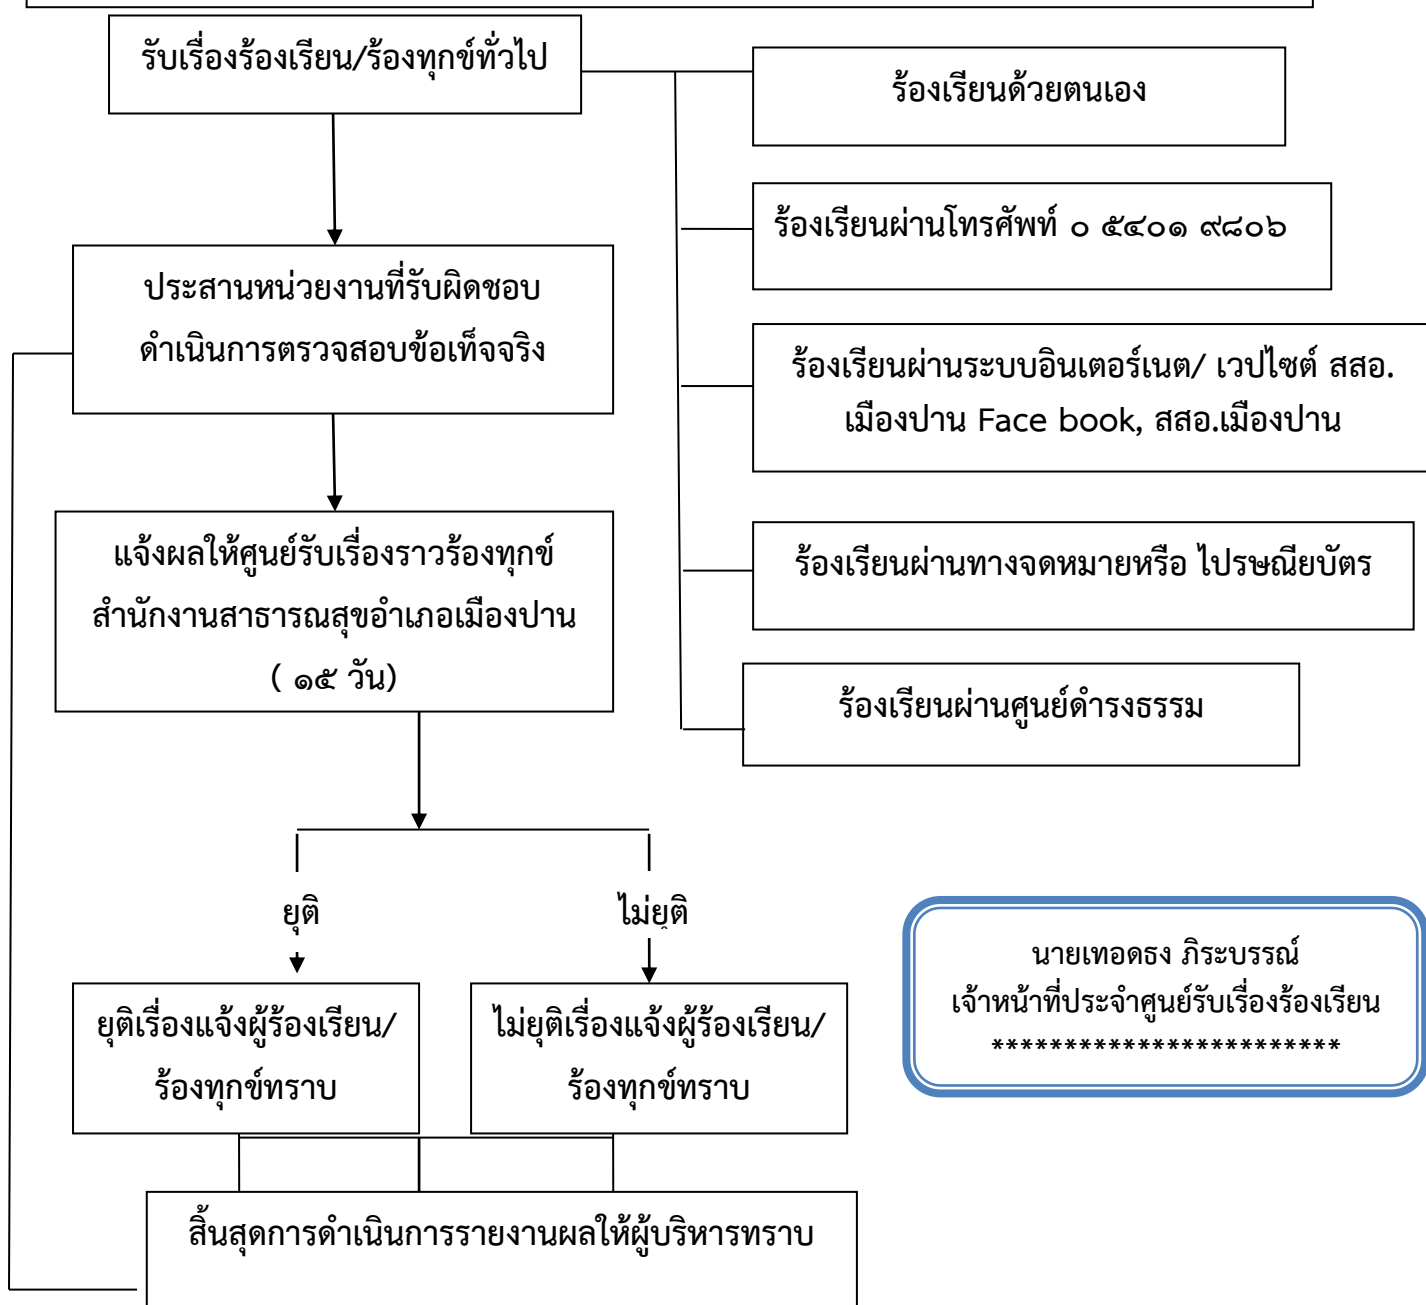 รับเรื่องร้องเรียน/ร้องทุกข์ทั่วไป
ร้องเรียนด้วยตนเอง
ร้องเรียนผ่านโทรศัพท์ ๐ ๕๔๐๑ ๙๘๐๖
ประสานหน่วยงานที่รับผิดชอบ
ดำเนินการตรวจสอบข้อเท็จจริง
ร้องเรียนผ่านระบบอินเตอร์เนต/ เวปไซต์ สสอ.
เมืองปาน Face book, สสอ.เมืองปาน
แจ้งผลให้ศูนย์รับเรื่องราวร้องทุกข์
สำนักงานสาธารณสุขอำเภอเมืองปาน
( ๑๕ วัน)
ร้องเรียนผ่านทางจดหมายหรือ ไปรษณียบัตร
ร้องเรียนผ่านศูนย์ดำรงธรรม
ยุติ
ไม่ยุติ
ยุติเรื่องแจ้งผู้ร้องเรียน/
ร้องทุกข์ทราบ
ไม่ยุติเรื่องแจ้งผู้ร้องเรียน/
ร้องทุกข์ทราบ
นายเทอดธง ภิระบรรณ์
เจ้าหน้าที่ประจำศูนย์รับเรื่องร้องเรียน
************************
สิ้นสุดการดำเนินการรายงานผลให้ผู้บริหารทราบ